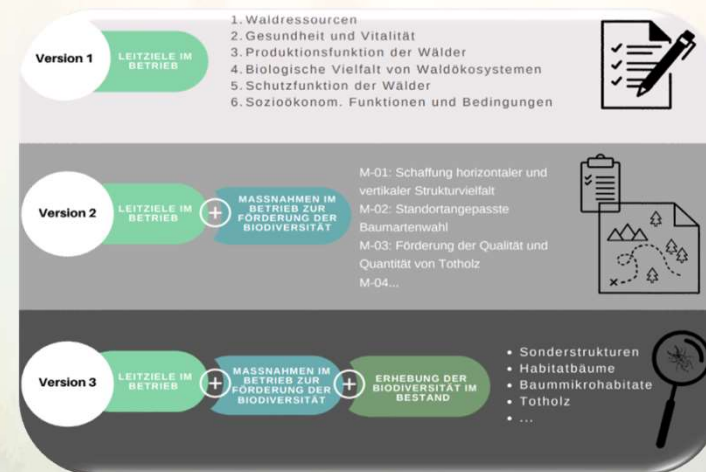 Version 1
LEITZIELE IM
BETRIEB
1. Waldressourcen
2. Gesundheit und Vitalität
3. Produktionsfunktion der Wälder
4. Biologische Vielfalt von Waldökosystemen
5. Schutzfunktion der Wälder
6. Sozioökonom. Funktionen und Bedingungen
Version 2
LEITZIELE IM
BETRIEB
+
MASSNAHMEN IM
BETRIEB ZUR
FÖRDERUNG DER
BIODIVERSITÄT
M-01: Schaffung horizontaler und
vertikaler Strukturvielfalt
M-02: Standortangepasste
Baumartenwahl
M-03: Förderung der Qualität und
Quantität von Totholz
M-04...
Version 3
LEITZIELE IM
BETRIEB
+
MASSNAHMEN IM
BETRIEB ZUR
FÖRDERUNG DER
BIODIVERSITÄT
+
ERHEBUNG DER
BIODIVERSITÄT IM
BESTAND
• Sonderstrukturen
• Habitatbäume
• Baummikrohabitate
• Totholz
• ...